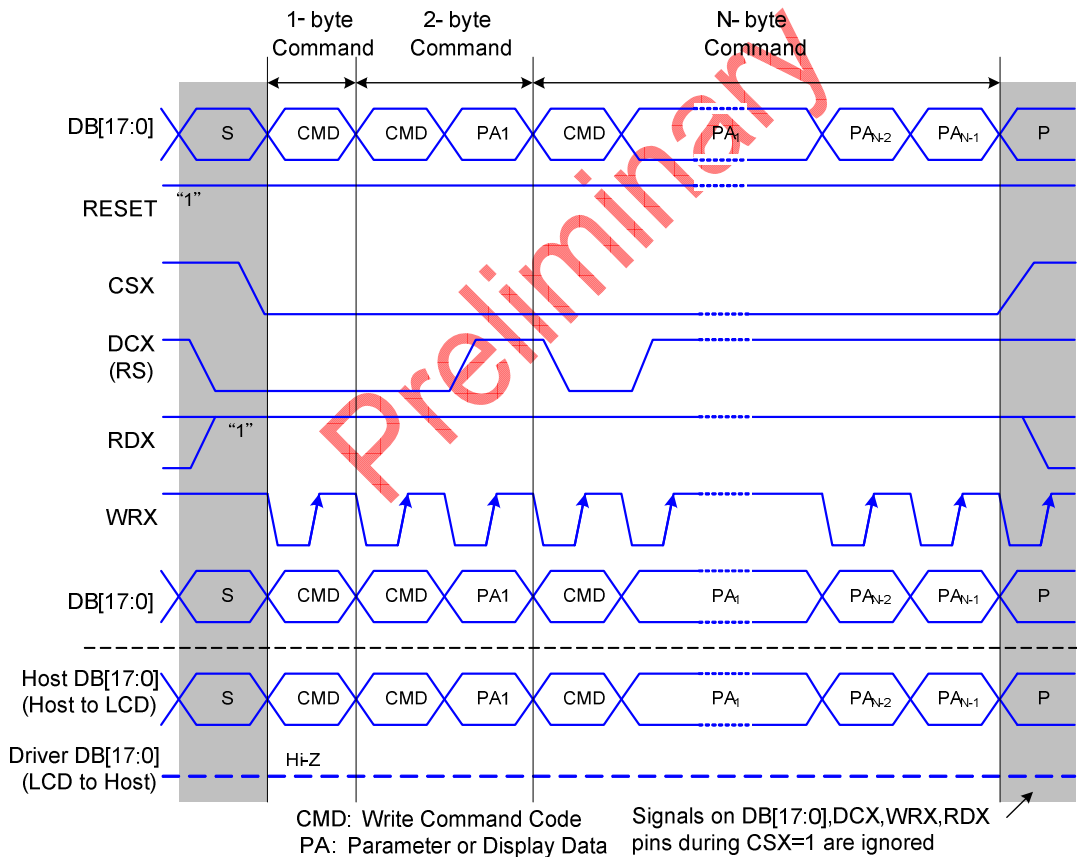 1- byte
Command
2- byte
Command
N- byte
Command
DB[17:0]
S
CMD
CMD
PA1
CMD
PA1
PAN-2
PAN-1
P
RESET
“1”
CSX
DCX
(RS)
RDX
“1”
WRX
DB[17:0]
S
CMD
CMD
PA1
CMD
PA1
PAN-2
PAN-1
P
Host DB[17:0]
(Host to LCD)
S
CMD
CMD
PA1
CMD
PA1
PAN-2
PAN-1
P
Driver DB[17:0]
(LCD to Host)
Hi-Z
CMD: Write Command Code
PA: Parameter or Display Data
Signals on DB[17:0],DCX,WRX,RDX
pins during CSX=1 are ignored
Preliminary